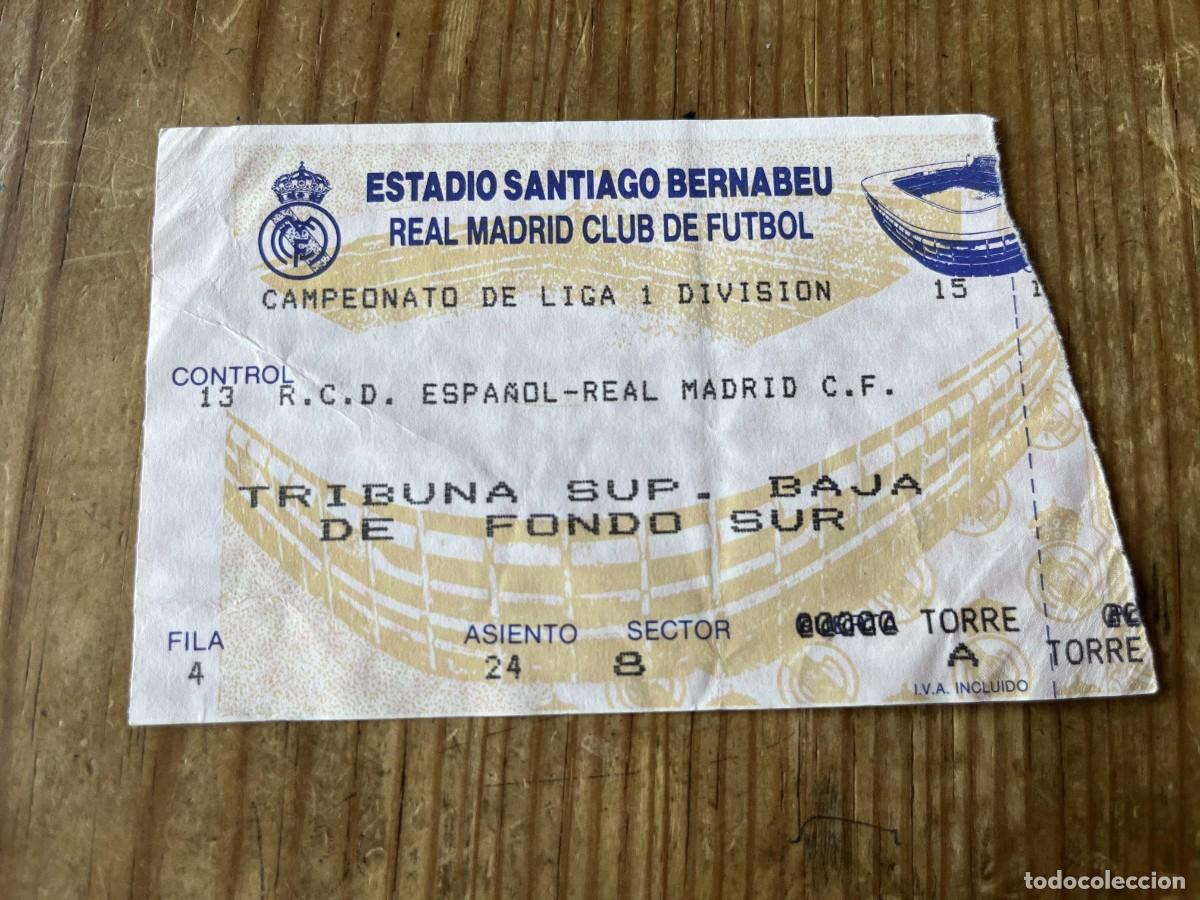 ESTADIO SANTIAGO BERNABEU
REAL MADRID CLUB DE FUTBOL
CAMPEONATO DE LIGA 1 DIVISION 15
CONTROL
13 R.C.D. ESPAÑOL-REAL MADRID C.F.
TRIBUNA SUP. BAJA
DE FONDO SUR
FILA ASIENTO SECTOR TORRE
4 24 8 A TORRE
I.V.A. INCLUIDO
todocoleccion